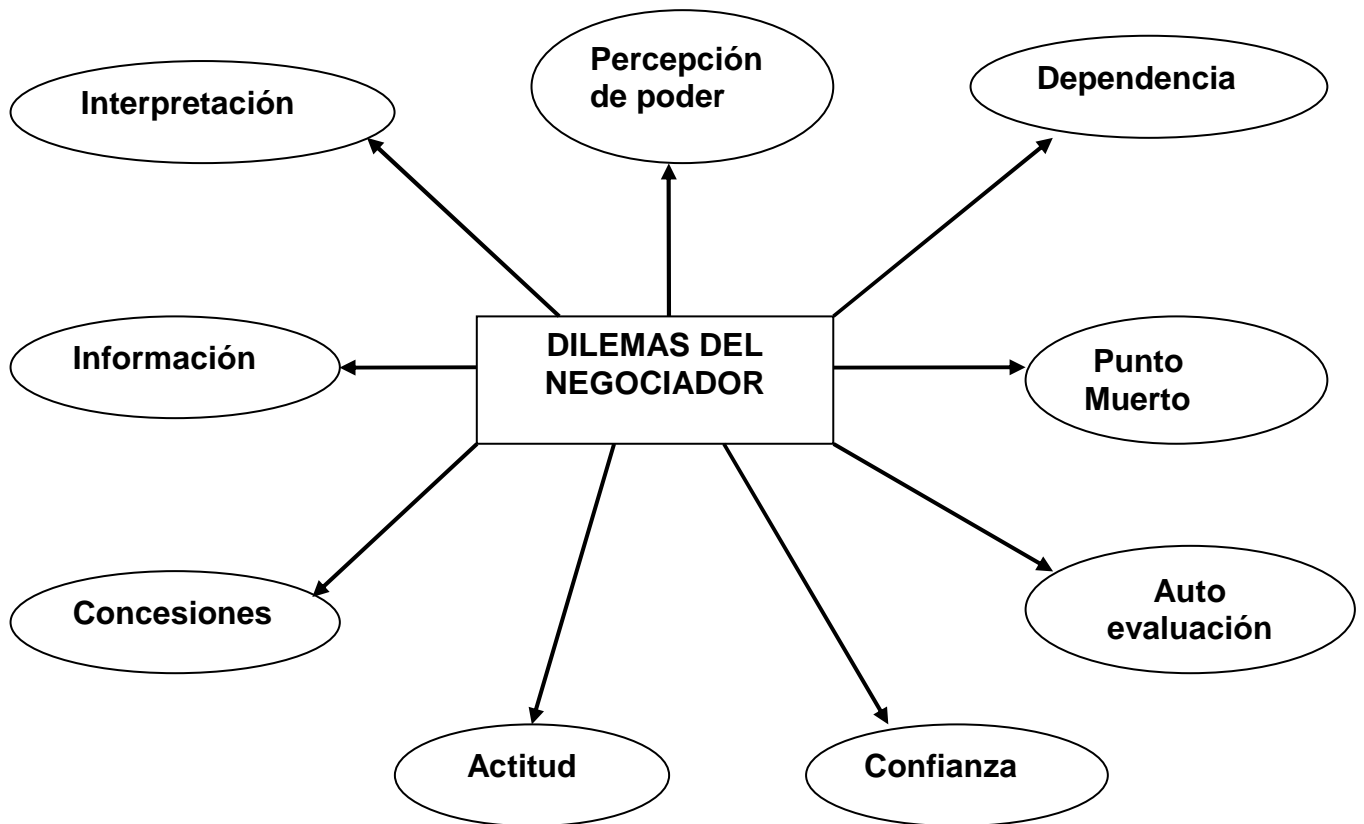 Percepción
de poder
Dependencia
Interpretación
DILEMAS DEL
NEGOCIADOR
Información
Punto
Muerto
Concesiones
Auto
evaluación
Actitud
Confianza